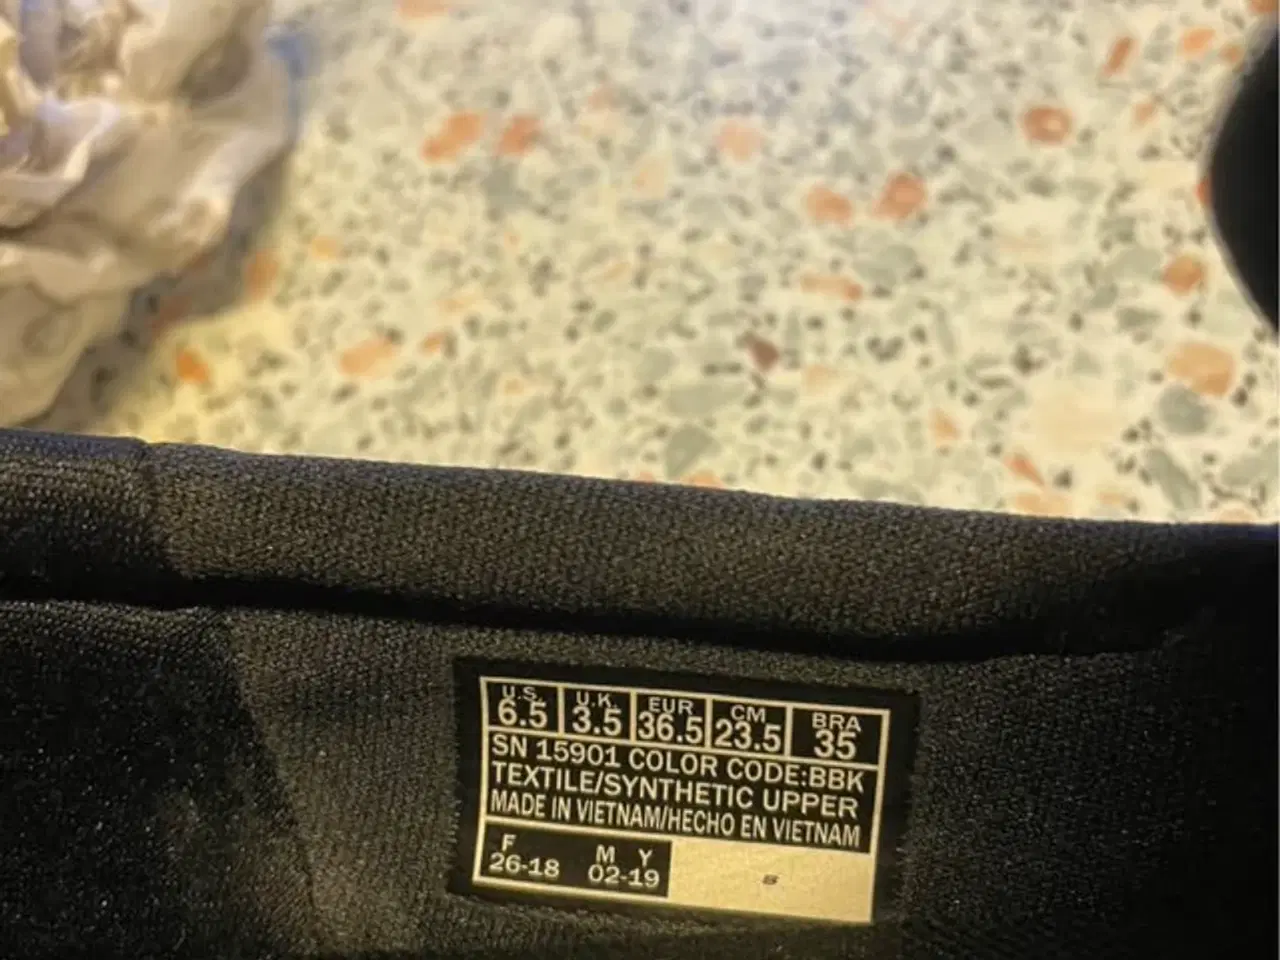 U.S. U.K. EUR CM BRA
6.5 3.5 36.5 23.5 35
SN 15901 COLOR CODE:BBK
TEXTILE/SYNTHETIC UPPER
MADE IN VIETNAM/HECHO EN VIETNAM
F M Y
26-18 02-19